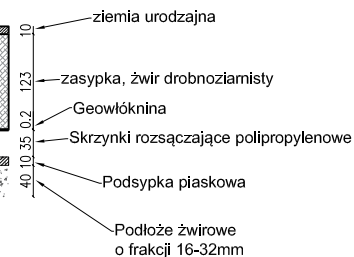 10
ziemia urodzajna
123
zasypka, żwir drobnoziarnisty
0.2
Geowłóknina
35
Skrzynki rozsączające polipropylenowe
10
Podsypka piaskowa
40
Podłoże żwirowe
o frakcji 16-32mm